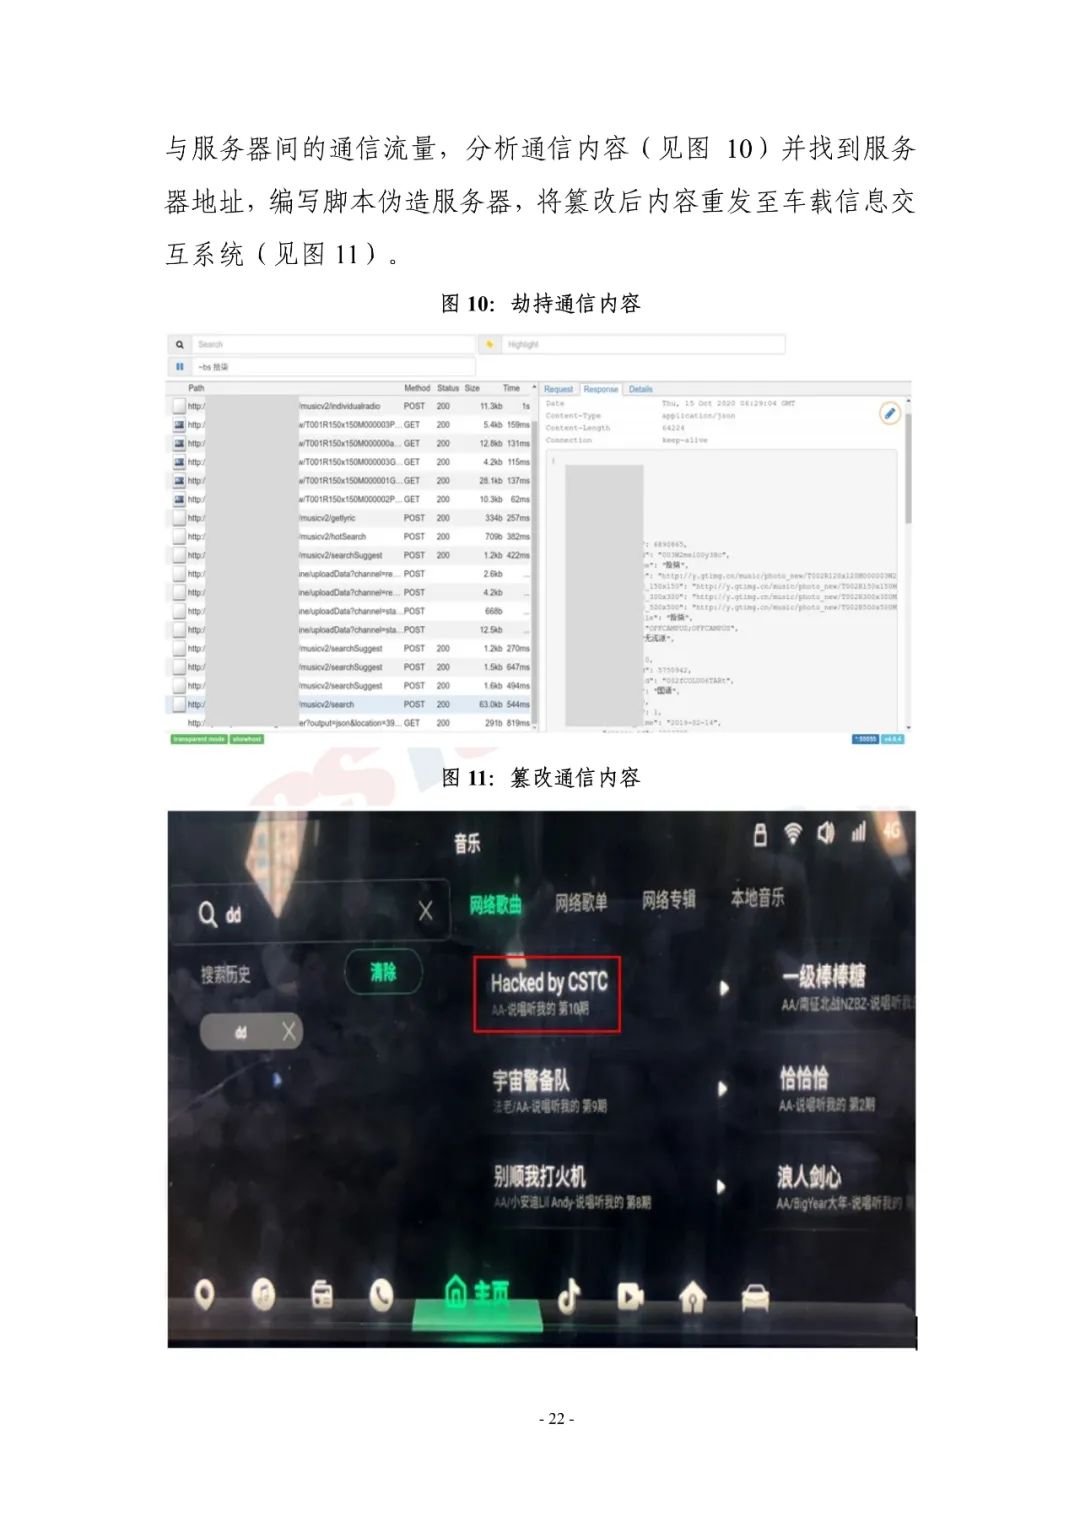 与服务器间的通信流量，分析通信内容（见图 10）并找到服务
器地址，编写脚本伪造服务器，将篡改后内容重发至车载信息交
互系统（见图 11）。
图 10：劫持通信内容
Search
Highlight
Path Method Status Size Time
http:/ /musicv2/individualradio POST 200 11.3kb 1s
http:/ w/T001R150x150M000003P... GET 200 5.4kb 159ms
http:/ w/T001R150x150M000000a... GET 200 12.8kb 131ms
http:/ w/T001R150x150M000003G... GET 200 4.2kb 115ms
http:/ w/T001R150x150M000001G... GET 200 28.1kb 137ms
http:/ w/T001R150x150M000002P... GET 200 10.3kb 62ms
http:/ /musicv2/getlyric POST 200 334b 257ms
http:/ /musicv2/hotSearch POST 200 709b 382ms
http:/ /musicv2/searchSuggest POST 200 1.2kb 422ms
http:/ ine/uploadData?channel=re... POST 2.6kb ...
http:/ ine/uploadData?channel=re... POST 4.2kb ...
http:/ ine/uploadData?channel=sta... POST 668b ...
http:/ ine/uploadData?channel=sta... POST 12.5kb ...
http:/ /musicv2/searchSuggest POST 200 1.2kb 270ms
http:/ /musicv2/searchSuggest POST 200 1.5kb 647ms
http:/ /musicv2/searchSuggest POST 200 1.6kb 494ms
http:/ /musicv2/search POST 200 63.0kb 544ms
http:/ er?output=json&location=39... GET 200 291b 819ms
transparent mode showhost
Request Response Details
Date Thu, 15 Oct 2020 06:29:04 GMT
Content-Type application/json
Content-Length 64224
Connection keep-alive
": 6890865,
"OFFCAMPUS;OFFCAMPUS",
": 5750942,
": "国语",
: 1,
me": "2019-02-14",
v4.0.4
图 11：篡改通信内容
音乐
4G
dd
网络歌曲 网络歌单 网络专辑 本地音乐
搜索历史 清除
dd
Hacked by CSTC
AA-说唱听我的 第10期
一级棒棒糖
AA/南征北战NZBZ-说唱听我
宇宙警备队
法老/AA-说唱听我的 第9期
恰恰恰
AA-说唱听我的 第2期
别顺我打火机
AA/小安迪Lil Andy-说唱听我的 第8期
浪人剑心
AA/BigYear大年-说唱听我的
主页
- 22 -